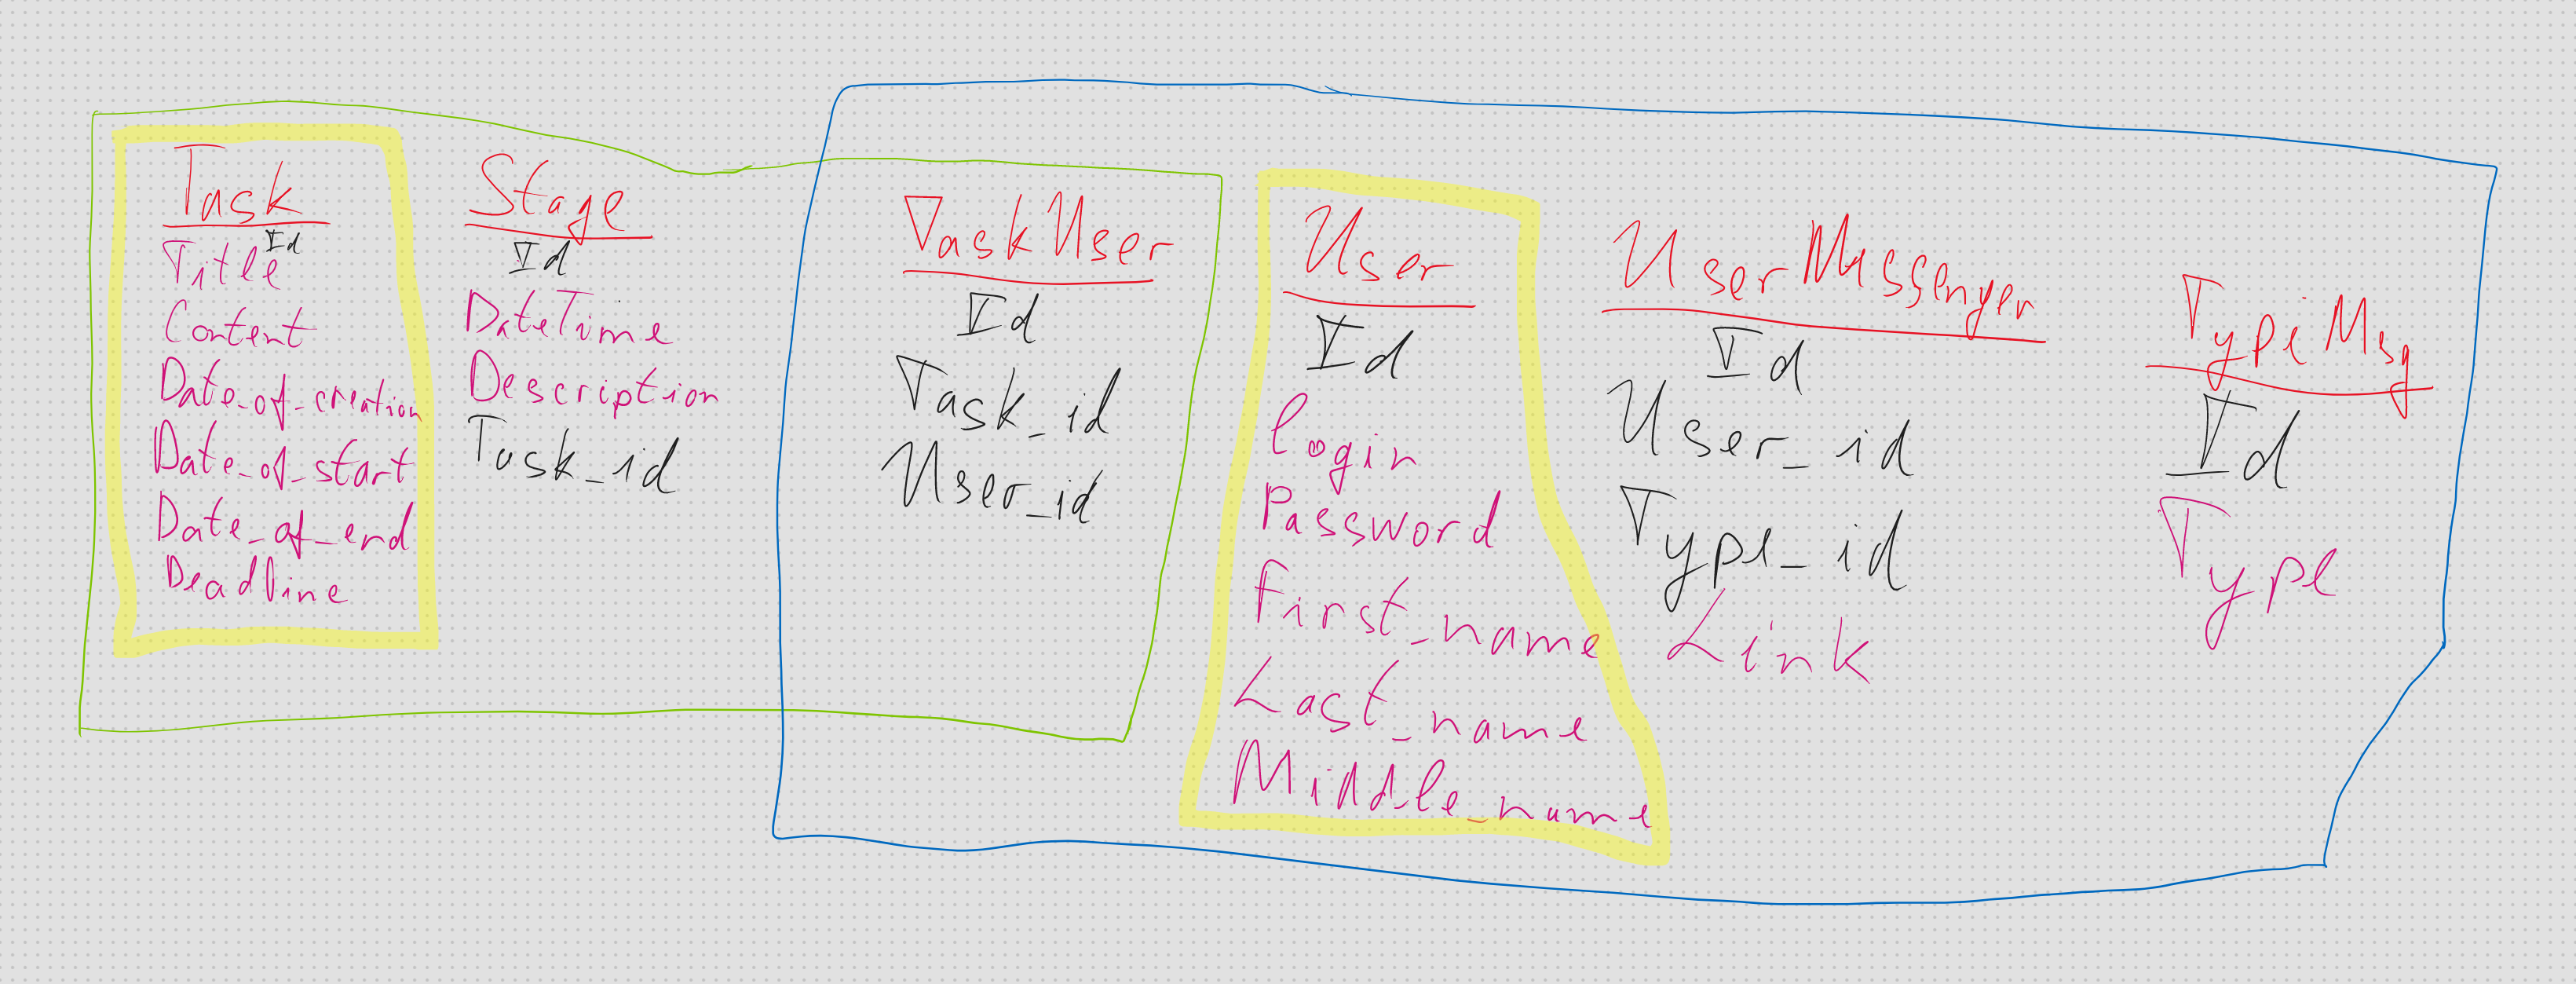 Task
Id
Title
Content
Date_of_creation
Date_of_start
Date_of_end
Deadline
Stage
Id
DateTime
Description
Task_id
TaskUser
Id
Task_id
User_id
User
Id
Login
Password
First_name
Last_name
Middle_name
UserMessenger
Id
User_id
Type_id
Link
TypeMsg
Id
Type